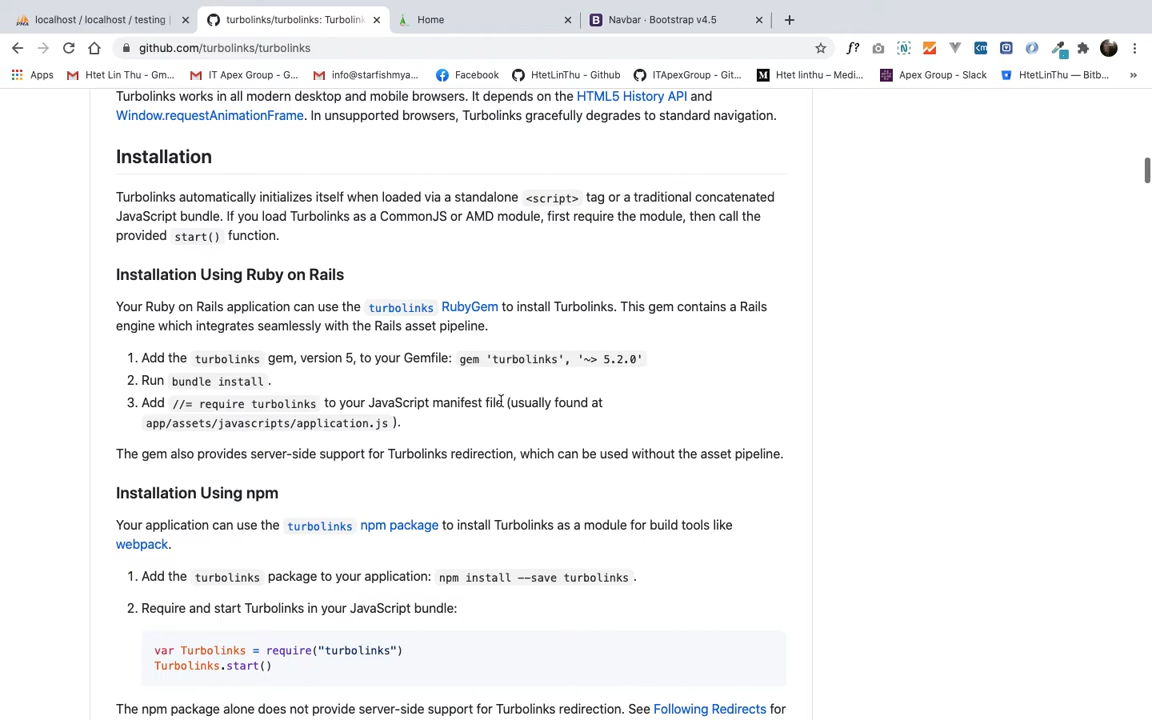 localhost / localhost / testing |
turbolinks/turbolinks: Turbolin
Home
Navbar · Bootstrap v4.5
github.com/turbolinks/turbolinks
Apps
Htet Lin Thu - Gm...
IT Apex Group - G...
info@starfishmya...
Facebook
HtetLinThu - Github
ITApexGroup - Git...
Htet linthu – Medi...
Apex Group - Slack
HtetLinThu — Bitb...
Turbolinks works in all modern desktop and mobile browsers. It depends on the HTML5 History API and
Window.requestAnimationFrame. In unsupported browsers, Turbolinks gracefully degrades to standard navigation.
Installation
Turbolinks automatically initializes itself when loaded via a standalone <script> tag or a traditional concatenated
JavaScript bundle. If you load Turbolinks as a CommonJS or AMD module, first require the module, then call the
provided start() function.
Installation Using Ruby on Rails
Your Ruby on Rails application can use the turbolinks RubyGem to install Turbolinks. This gem contains a Rails
engine which integrates seamlessly with the Rails asset pipeline.
1. Add the turbolinks gem, version 5, to your Gemfile: gem 'turbolinks', '~> 5.2.0'
2. Run bundle install.
3. Add //= require turbolinks to your JavaScript manifest file (usually found at
app/assets/javascripts/application.js ).
The gem also provides server-side support for Turbolinks redirection, which can be used without the asset pipeline.
Installation Using npm
Your application can use the turbolinks npm package to install Turbolinks as a module for build tools like
webpack.
1. Add the turbolinks package to your application: npm install --save turbolinks.
2. Require and start Turbolinks in your JavaScript bundle:
var Turbolinks = require("turbolinks")
Turbolinks.start()
The npm package alone does not provide server-side support for Turbolinks redirection. See Following Redirects for